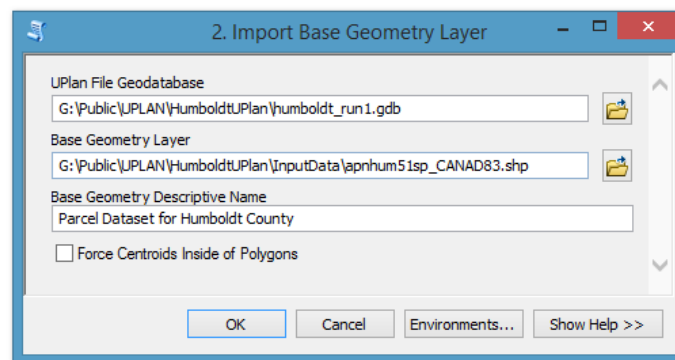 2. Import Base Geometry Layer
UPlan File Geodatabase
G:\Public\UPLAN\HumboldtUPlan\humboldt_run1.gdb
Base Geometry Layer
G:\Public\UPLAN\HumboldtUPlan\InputData\apnhum51sp_CANAD83.shp
Base Geometry Descriptive Name
Parcel Dataset for Humboldt County
Force Centroids Inside of Polygons
OK Cancel Environments... Show Help >>